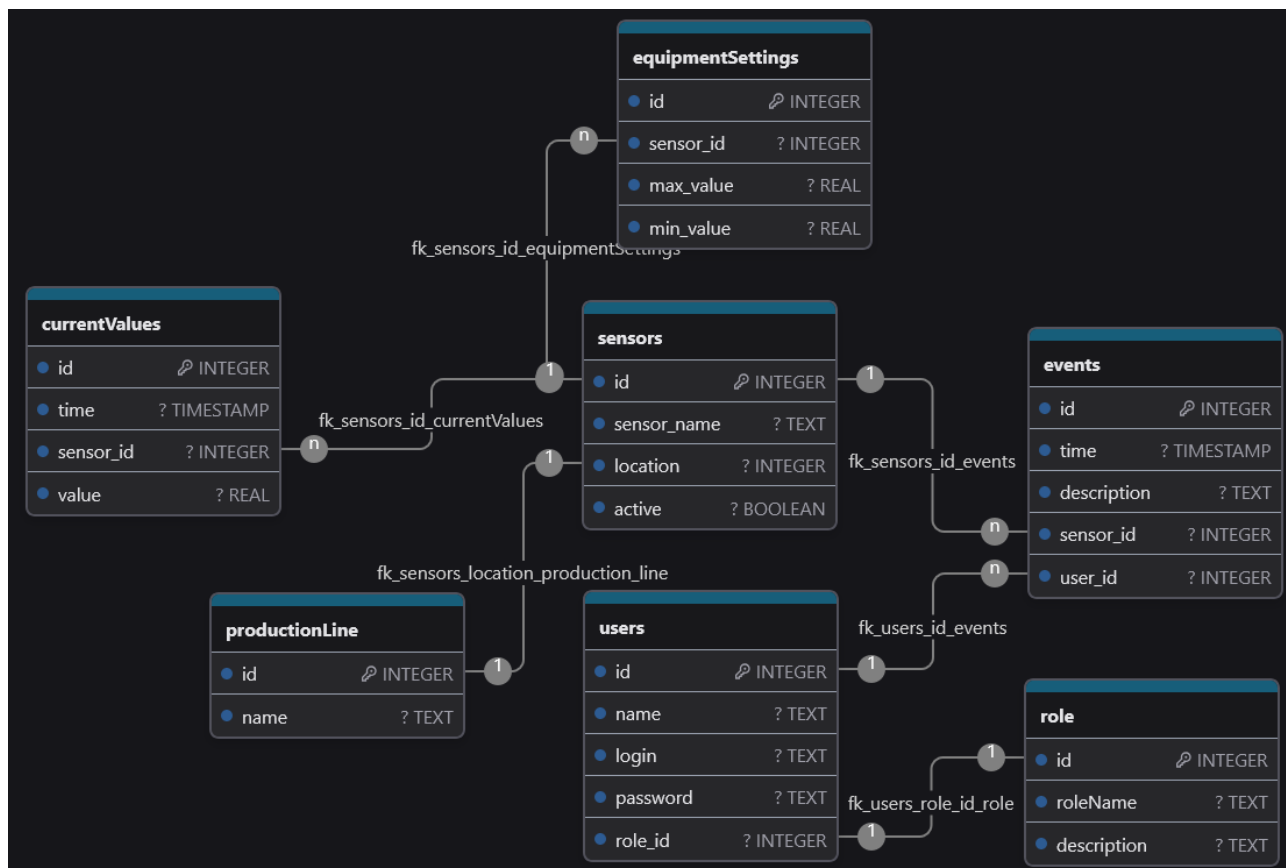 equipmentSettings
id INTEGER
sensor_id ? INTEGER
max_value ? REAL
min_value ? REAL
n
fk_sensors_id_equipmentSettings
currentValues
id INTEGER
time ? TIMESTAMP
sensor_id ? INTEGER
value ? REAL
n
fk_sensors_id_currentValues
1
sensors
id INTEGER
sensor_name ? TEXT
location ? INTEGER
active ? BOOLEAN
1
1
fk_sensors_id_events
n
events
id INTEGER
time ? TIMESTAMP
description ? TEXT
sensor_id ? INTEGER
user_id ? INTEGER
n
fk_sensors_location_production_line
productionLine
id INTEGER
name ? TEXT
1
users
id INTEGER
name ? TEXT
login ? TEXT
password ? TEXT
role_id ? INTEGER
fk_users_id_events
1
role
id INTEGER
roleName ? TEXT
description ? TEXT
1
fk_users_role_id_role
1